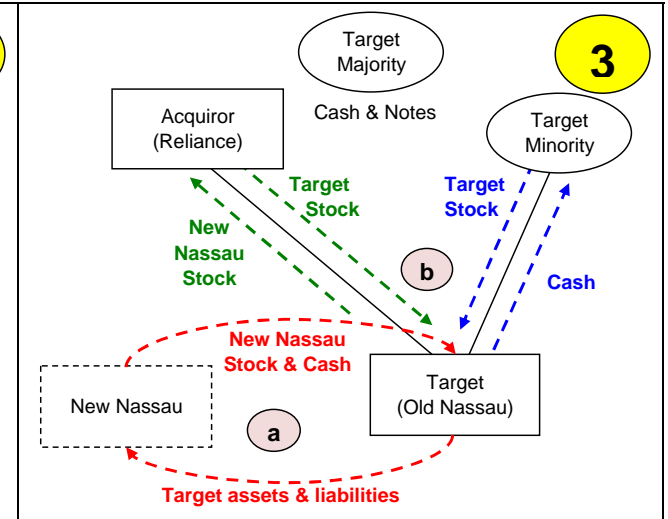 Target
Majority
3
Cash & Notes
Acquiror
(Reliance)
Target
Minority
Target
Stock
Target
Stock
New
Nassau
Stock
b
Cash
New Nassau
Stock & Cash
New Nassau
Target
(Old Nassau)
a
Target assets & liabilities